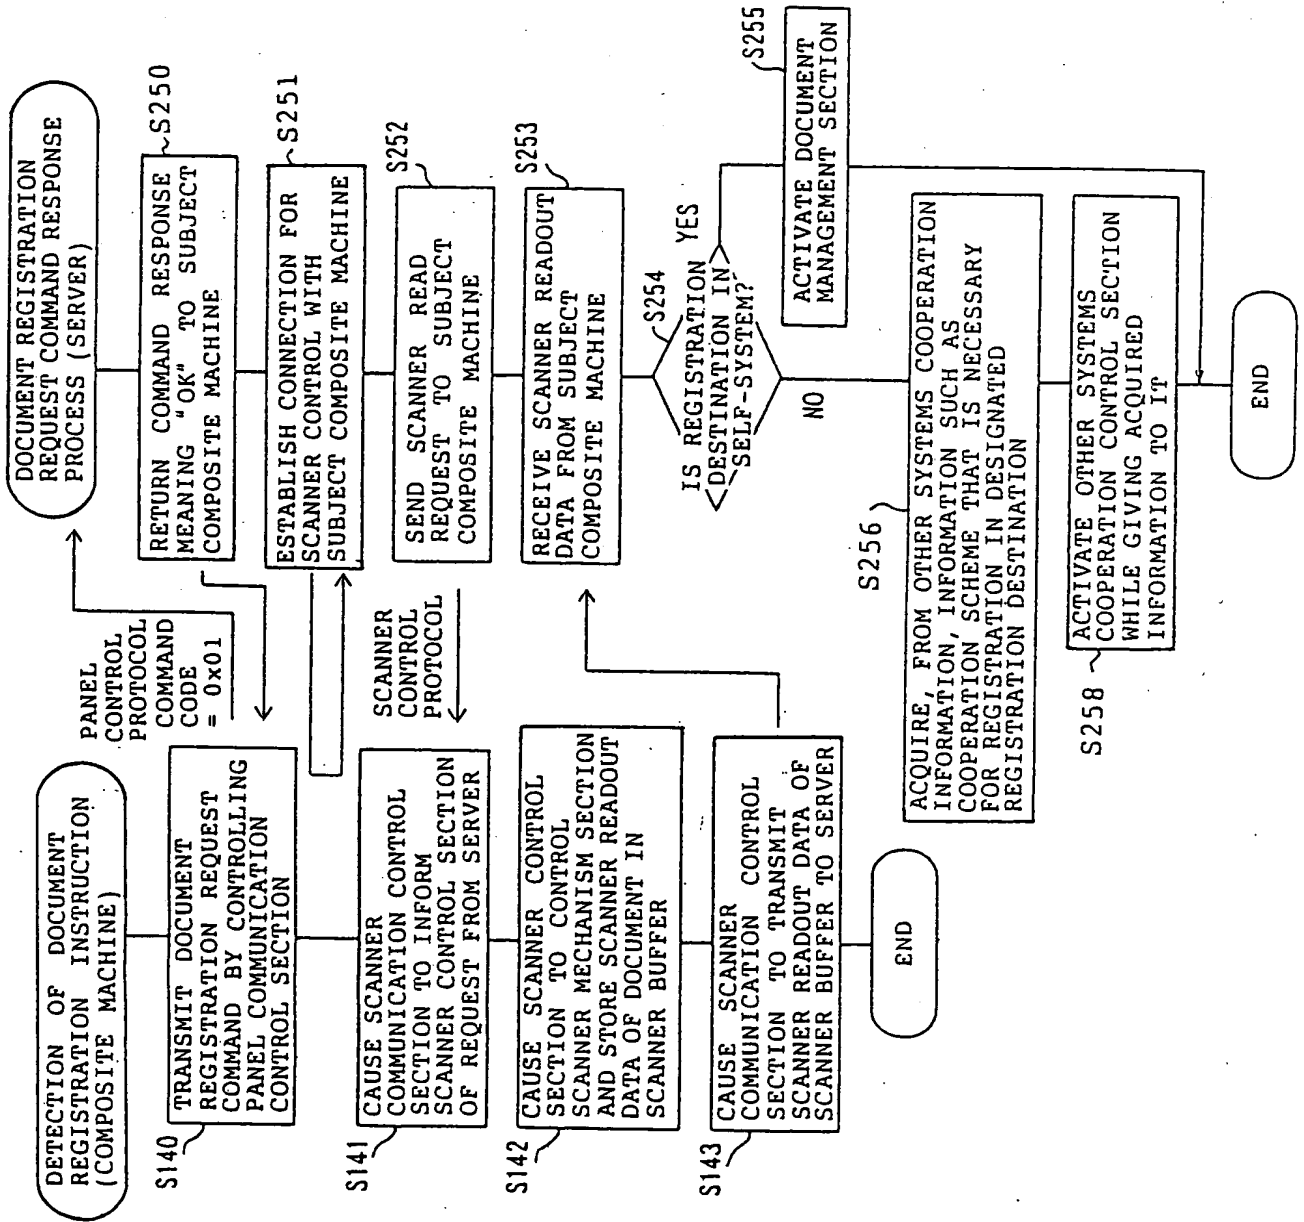 DETECTION OF DOCUMENT
REGISTRATION INSTRUCTION
(COMPOSITE MACHINE)
S140
TRANSMIT DOCUMENT
REGISTRATION REQUEST
COMMAND BY CONTROLLING
PANEL COMMUNICATION
CONTROL SECTION
S141
CAUSE SCANNER
COMMUNICATION CONTROL
SECTION TO INFORM
SCANNER CONTROL SECTION
OF REQUEST FROM SERVER
S142
CAUSE SCANNER CONTROL
SECTION TO CONTROL
SCANNER MECHANISM SECTION
AND STORE SCANNER READOUT
DATA OF DOCUMENT IN
SCANNER BUFFER
S143
CAUSE SCANNER
COMMUNICATION CONTROL
SECTION TO TRANSMIT
SCANNER READOUT DATA OF
SCANNER BUFFER TO SERVER
END
PANEL
CONTROL
PROTOCOL
COMMAND
CODE
= 0x01
SCANNER
CONTROL
PROTOCOL
DOCUMENT REGISTRATION
REQUEST COMMAND RESPONSE
PROCESS (SERVER)
S250
RETURN COMMAND RESPONSE
MEANING "OK" TO SUBJECT
COMPOSITE MACHINE
S251
ESTABLISH CONNECTION FOR
SCANNER CONTROL WITH
SUBJECT COMPOSITE MACHINE
S252
SEND SCANNER READ
REQUEST TO SUBJECT
COMPOSITE MACHINE
S253
RECEIVE SCANNER READOUT
DATA FROM SUBJECT
COMPOSITE MACHINE
S254
IS REGISTRATION
DESTINATION IN
SELF-SYSTEM?
YES
NO
S255
ACTIVATE DOCUMENT
MANAGEMENT SECTION
S256
ACQUIRE, FROM OTHER SYSTEMS COOPERATION
INFORMATION, INFORMATION SUCH AS
COOPERATION SCHEME THAT IS NECESSARY
FOR REGISTRATION IN DESIGNATED
REGISTRATION DESTINATION
S258
ACTIVATE OTHER SYSTEMS
COOPERATION CONTROL SECTION
WHILE GIVING ACQUIRED
INFORMATION TO IT
END